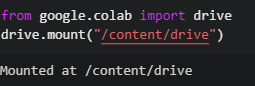 from google.colab import drive
drive.mount("/content/drive")
Mounted at /content/drive